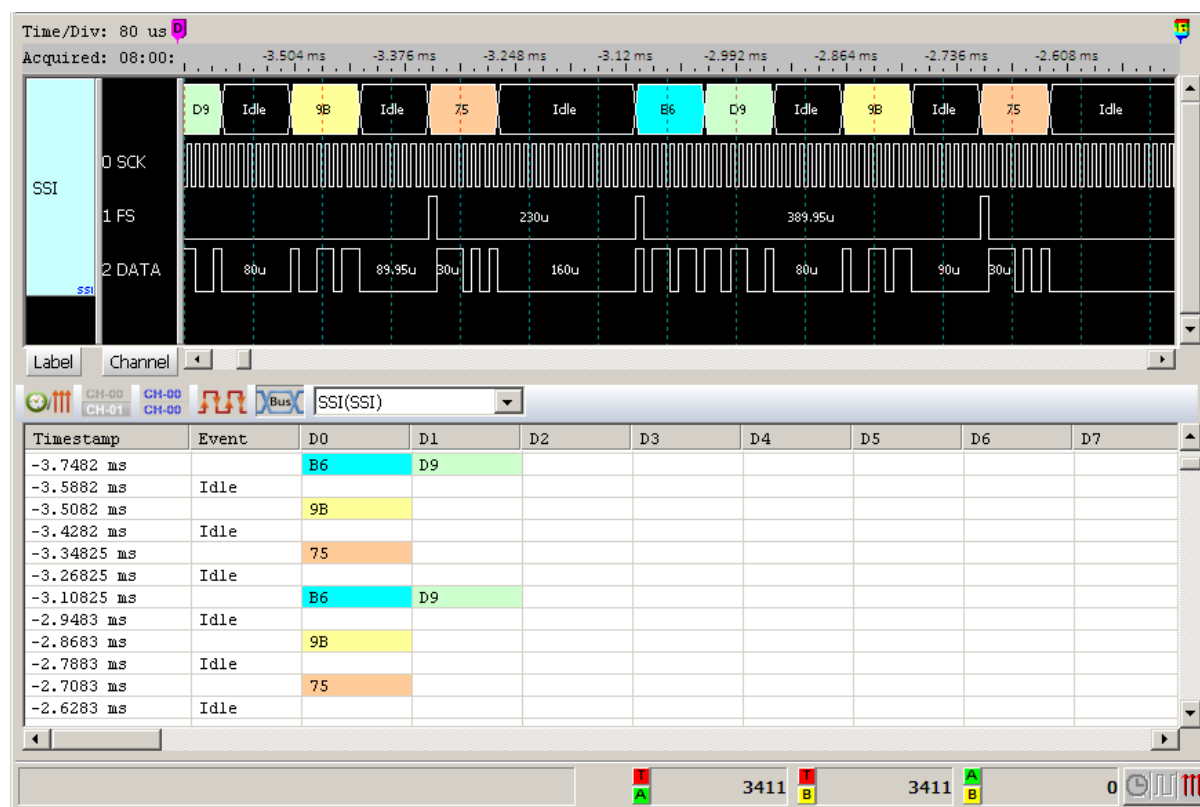 Time/Div: 80 us D
Acquired: 08:00: -3.504 ms -3.376 ms -3.248 ms -3.12 ms -2.992 ms -2.864 ms -2.736 ms -2.608 ms
D9 Idle 9B Idle 75 Idle B6 D9 Idle 9B Idle 75 Idle
0 SCK
SSI
1 FS 230u 389.95u
2 DATA 80u 89.95u 30u 160u 80u 90u 30u
SSI
Label Channel
CH-00 CH-00
CH-01 CH-00
Bus SSI(SSI)
Timestamp Event D0 D1 D2 D3 D4 D5 D6 D7
-3.7482 ms B6 D9
-3.5882 ms Idle
-3.5082 ms 9B
-3.4282 ms Idle
-3.34825 ms 75
-3.26825 ms Idle
-3.10825 ms B6 D9
-2.9483 ms Idle
-2.8683 ms 9B
-2.7883 ms Idle
-2.7083 ms 75
-2.6283 ms Idle
T A 3411 T B 3411 A B 0